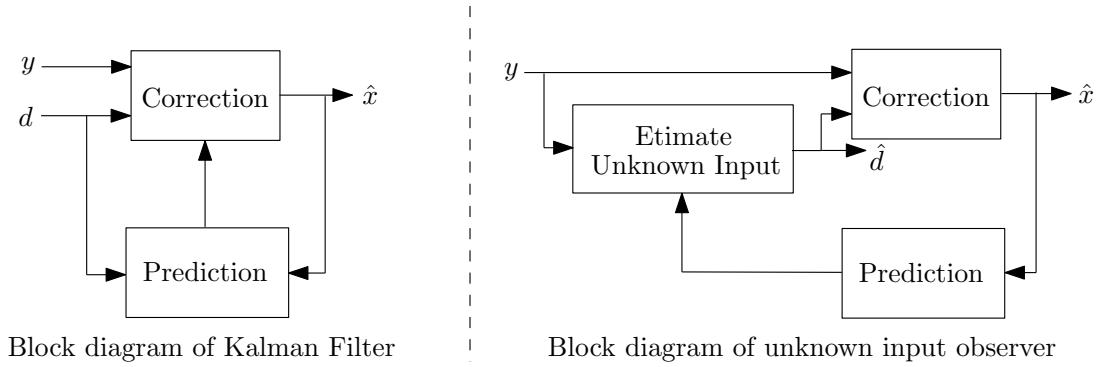 y
d
Correction
x̂
Prediction
Block diagram of Kalman Filter
y
Etimate
Unknown Input
d̂
Correction
x̂
Prediction
Block diagram of unknown input observer